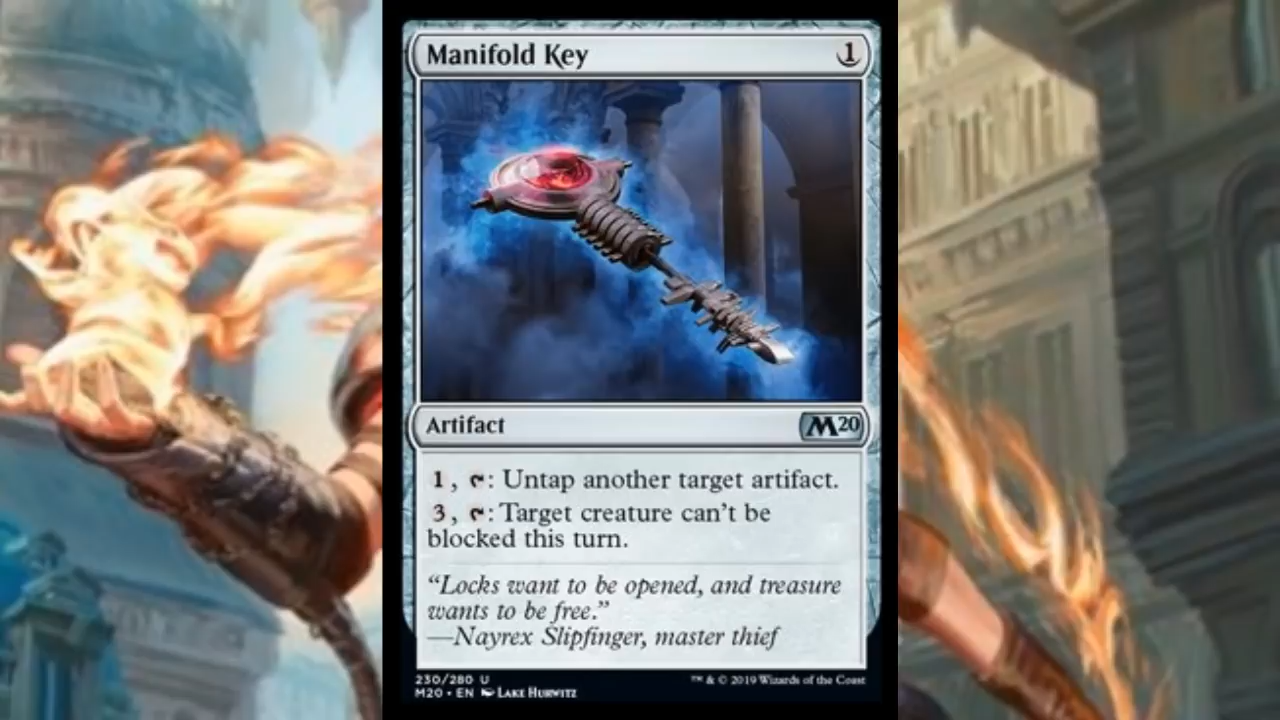 Manifold Key 1
Artifact M20
1, T: Untap another target artifact.
3, T: Target creature can't be
blocked this turn.
"Locks want to be opened, and treasure
wants to be free."
—Nayrex Slipfinger, master thief
230/280 U ™ & © 2019 Wizards of the Coast
M20 • EN Lake Hurwitz